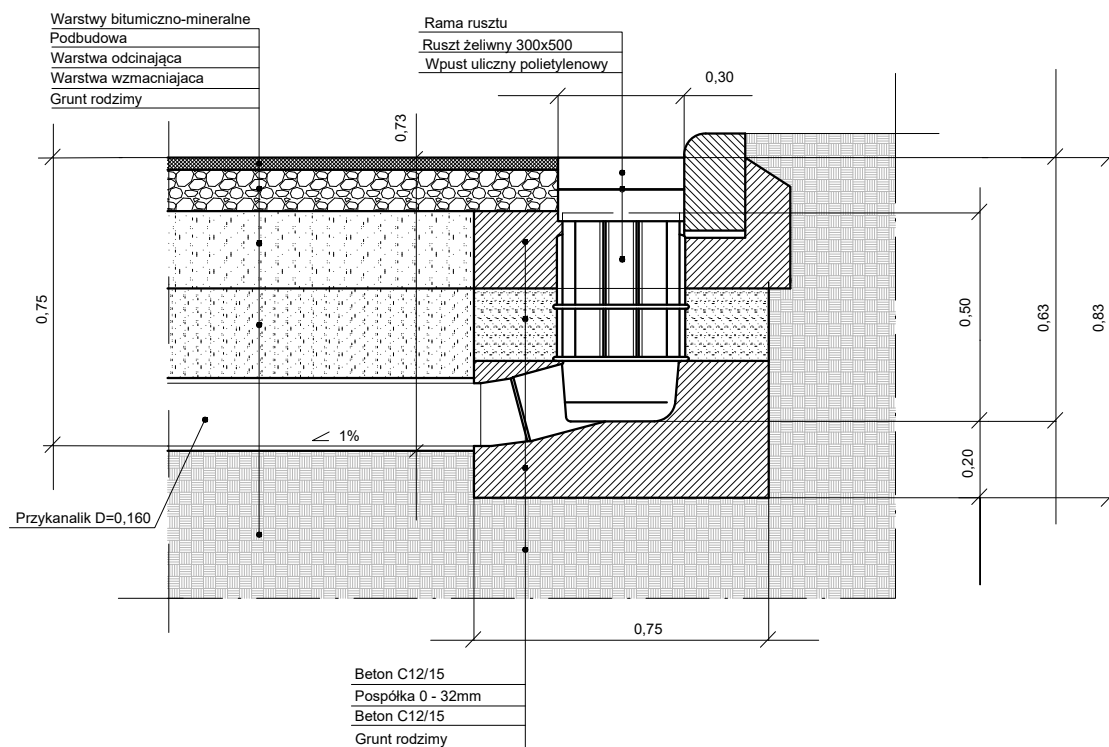 Warstwy bitumiczno-mineralne
Podbudowa
Warstwa odcinająca
Warstwa wzmacniajaca
Grunt rodzimy
Rama rusztu
Ruszt żeliwny 300x500
Wpust uliczny polietylenowy
0,30
0,73
0,75
0,50
0,63
0,83
1%
0,20
Przykanalik D=0,160
0,75
Beton C12/15
Pospółka 0 - 32mm
Beton C12/15
Grunt rodzimy